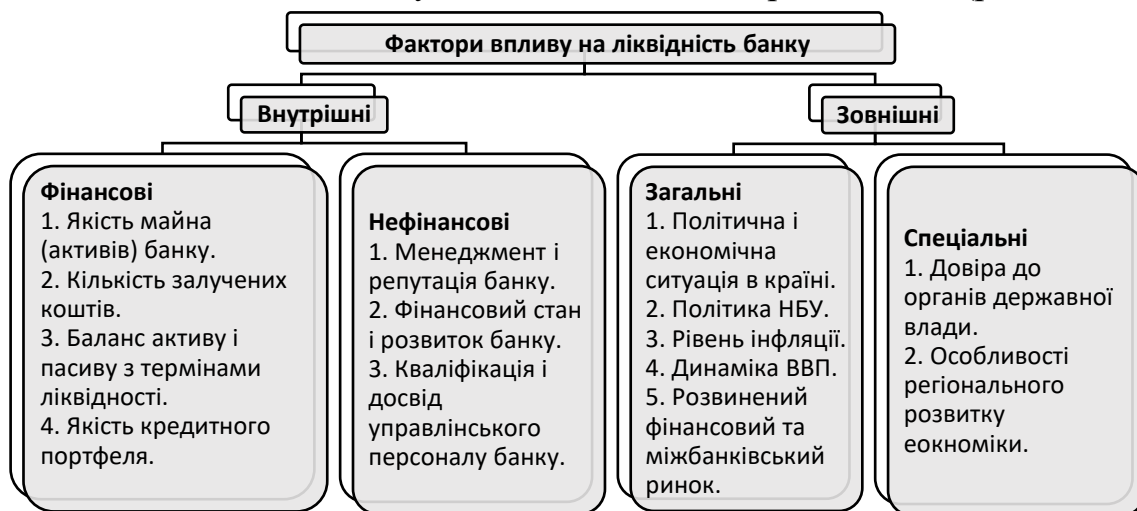 Фактори впливу на ліквідність банку
Внутрішні
Зовнішні
Фінансові
1. Якість майна
(активів) банку.
2. Кількість залучених
коштів.
3. Баланс активу і
пасиву з термінами
ліквідності.
4. Якість кредитного
портфеля.
Нефінансові
1. Менеджмент і
репутація банку.
2. Фінансовий стан
і розвиток банку.
3. Кваліфікація і
досвід
управлінського
персоналу банку.
Загальні
1. Політична і
економічна
ситуація в країні.
2. Політика НБУ.
3. Рівень інфляції.
4. Динаміка ВВП.
5. Розвинений
фінансовий та
міжбанківський
ринок.
Спеціальні
1. Довіра до
органів державної
влади.
2. Особливості
регіонального
розвитку
еокноміки.